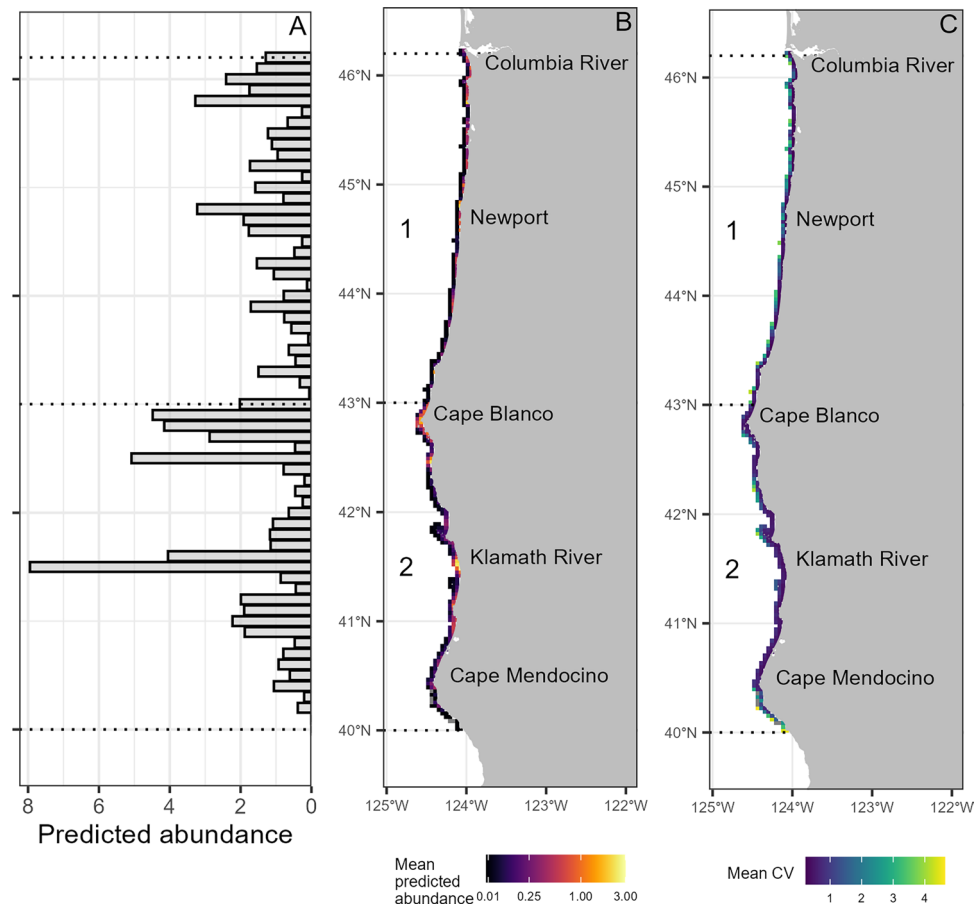 A
8 6 4 2 0
Predicted abundance
B
46°N
45°N
44°N
43°N
42°N
41°N
40°N
Columbia River
Newport
1
Cape Blanco
Klamath River
2
Cape Mendocino
125°W 124°W 123°W 122°W
Mean
predicted
abundance
0.01 0.25 1.00 3.00
C
46°N
45°N
44°N
43°N
42°N
41°N
40°N
Columbia River
Newport
1
Cape Blanco
Klamath River
2
Cape Mendocino
125°W 124°W 123°W 122°W
Mean CV
1 2 3 4